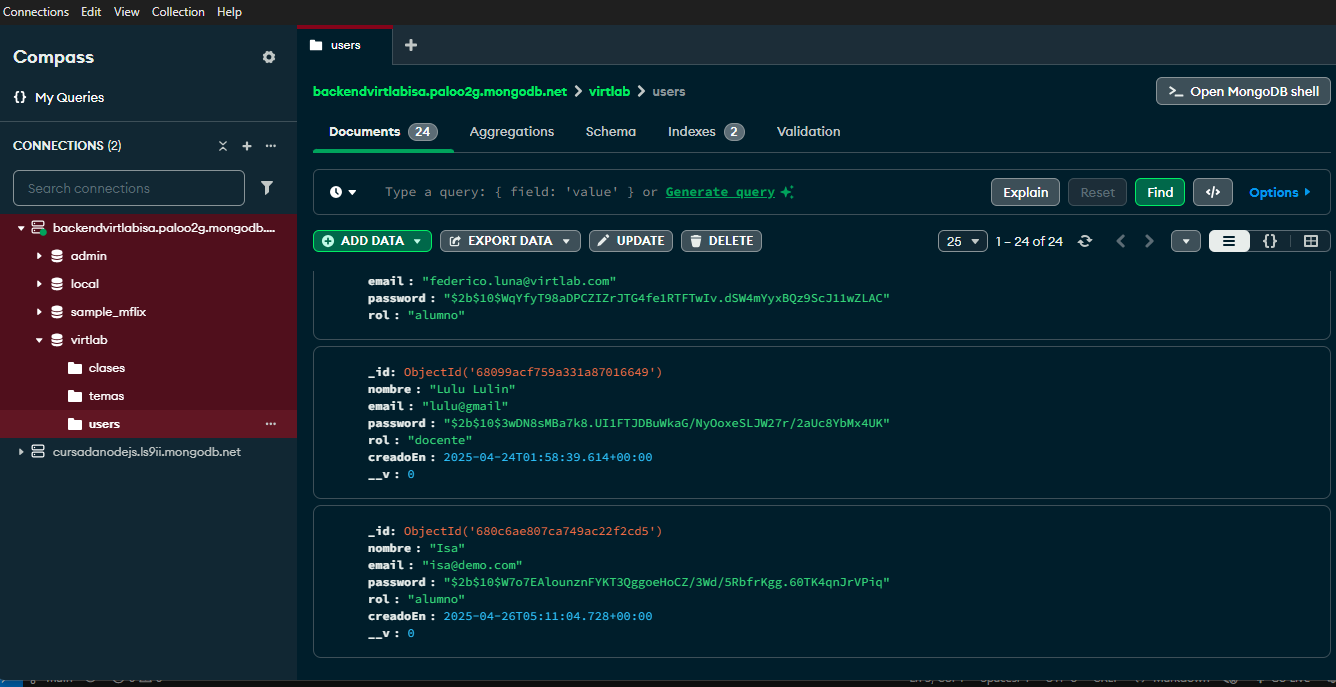 Connections Edit View Collection Help
Compass
{} My Queries
CONNECTIONS (2)
Search connections
backendvirtlabisa.paloo2g.mongodb....
admin
local
sample_mflix
virtlab
clases
temas
users
cursadanodejs.ls9ii.mongodb.net
users
backendvirtlabisa.paloo2g.mongodb.net > virtlab > users
>_ Open MongoDB shell
Documents 24 Aggregations Schema Indexes 2 Validation
Type a query: { field: 'value' } or Generate query
Explain Reset Find </> Options
ADD DATA EXPORT DATA UPDATE DELETE
25 1 – 24 of 24 {}
email : "federico.luna@virtlab.com"
password : "$2b$10$WqYfyT98aDPCZIZrJTG4fe1RTFTwIv.dSW4mYyxBQz9ScJ11wZLAC"
rol : "alumno"
_id: ObjectId('68099acf759a331a87016649')
nombre : "Lulu Lulin"
email : "lulu@gmail"
password : "$2b$10$3wDN8sMBa7k8.UI1FTJDBuWkaG/NyOoxeSLJW27r/2aUc8YbMx4UK"
rol : "docente"
creadoEn : 2025-04-24T01:58:39.614+00:00
__v : 0
_id: ObjectId('680c6ae807ca749ac22f2cd5')
nombre : "Isa"
email : "isa@demo.com"
password : "$2b$10$W7o7EAlounznFYKT3QggoeHoCZ/3Wd/5RbfrKgg.60TK4qnJrVPiq"
rol : "alumno"
creadoEn : 2025-04-26T05:11:04.728+00:00
__v : 0